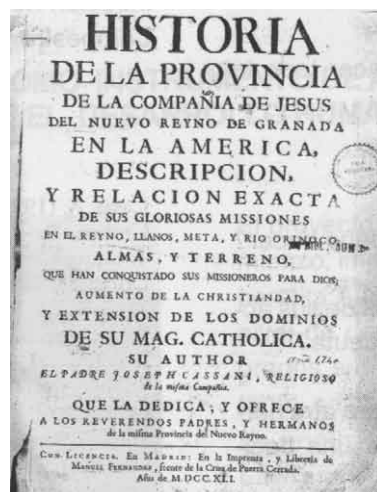 HISTORIA
DE LA PROVINCIA
DE LA COMPAÑIA DE JESUS
DEL NUEVO REYNO DE GRANADA
EN LA AMERICA,
DESCRIPCION,
Y RELACION EXACTA
DE SUS GLORIOSAS MISSIONES
EN EL REYNO, LLANOS, META, Y RIO ORINOCO,
ALMAS, Y TERRENO,
QUE HAN CONQUISTADO SUS MISSIONEROS PARA DIOS;
AUMENTO DE LA CHRISTIANDAD,
Y EXTENSION DE LOS DOMINIOS
DE SU MAG. CATHOLICA.
SU AUTHOR
EL PADRE JOSEPH CASSANI, RELIGIOSO
de la misma Compañia.
QUE LA DEDICA; Y OFRECE
A LOS REVERENDOS PADRES, Y HERMANOS
de la misma Provincia del Nuevo Reyno.
CON LICENCIA. En MADRID: En la Imprenta, y Libreria de
MANUEL FERNANDEZ, frente de la Cruz de Puerta Cerrada.
Año de M.DCC.XLI.